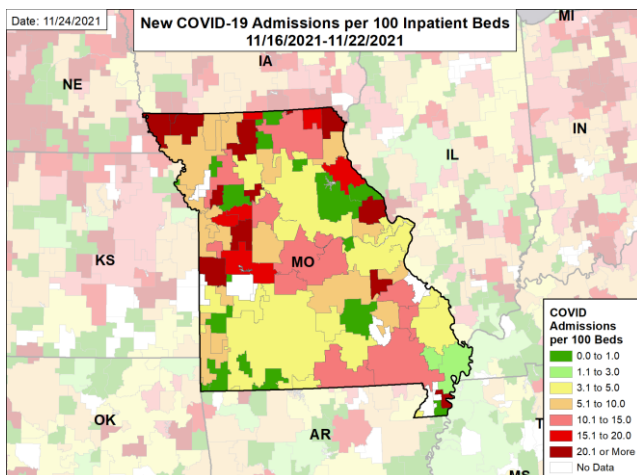 Date: 11/24/2021
New COVID-19 Admissions per 100 Inpatient Beds
11/16/2021-11/22/2021
MI
NE
IA
IL
IN
KS
MO
COVID
Admissions
per 100 Beds
0.0 to 1.0
1.1 to 3.0
3.1 to 5.0
5.1 to 10.0
10.1 to 15.0
15.1 to 20.0
20.1 or More
No Data
OK
AR
MS